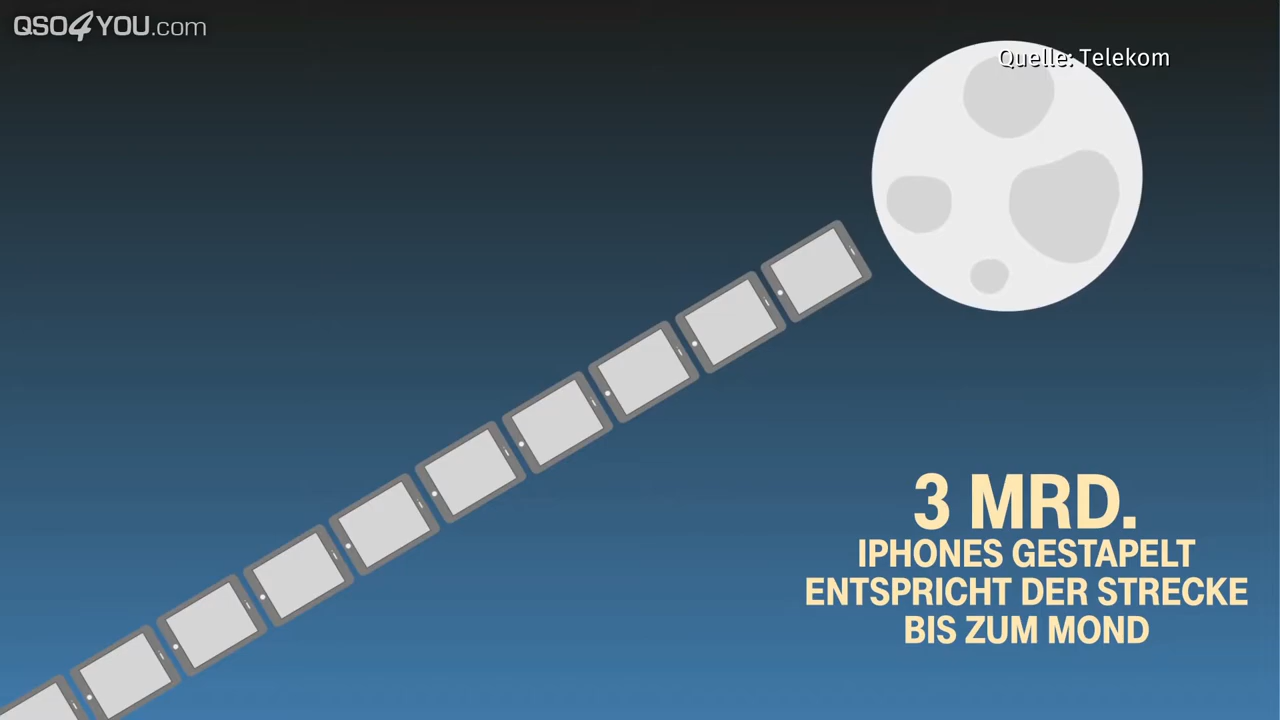 QSO4YOU.com
Quelle: Telekom
3 MRD.
IPHONES GESTAPELT
ENTSPRICHT DER STRECKE
BIS ZUM MOND